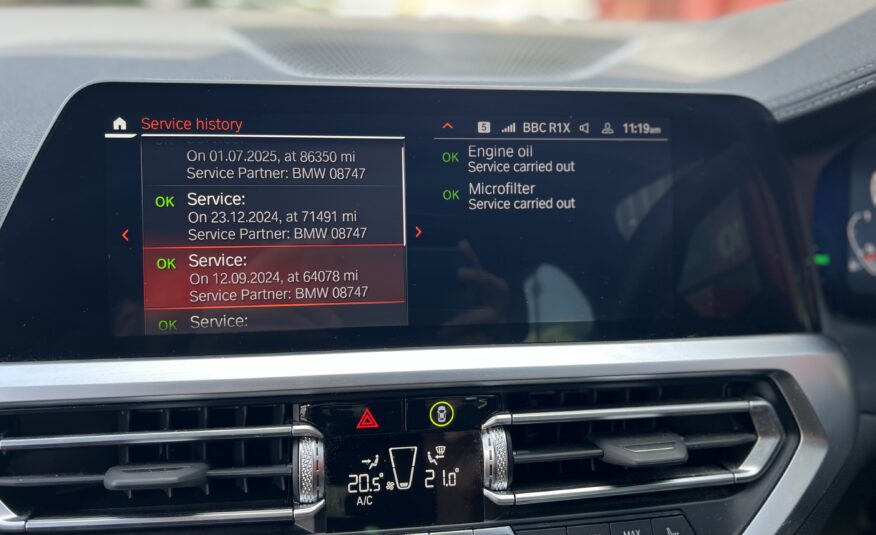 Service history
5 BBC R1X 11:19am
On 01.07.2025, at 86350 mi
Service Partner: BMW 08747
OK Service:
On 23.12.2024, at 71491 mi
Service Partner: BMW 08747
OK Service:
On 12.09.2024, at 64078 mi
Service Partner: BMW 08747
OK Service:
OK Engine oil
Service carried out
OK Microfilter
Service carried out
20.5° 21.0°
A/C
MAX